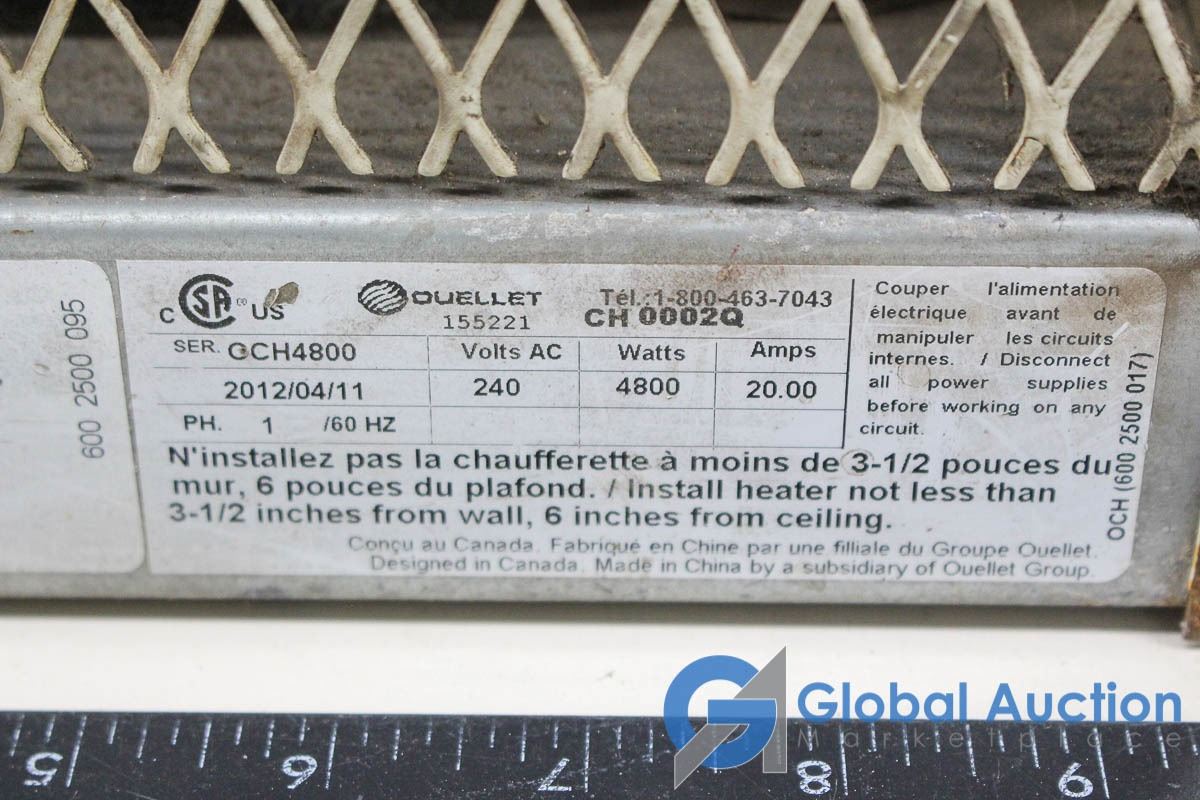 600 2500 095
C SA ® US
OUELLET
155221
Tél.:1-800-463-7043
CH 0002Q
SER. OCH4800 Volts AC Watts Amps
2012/04/11 240 4800 20.00
PH. 1 /60 HZ
Couper l'alimentation
électrique avant de
manipuler les circuits
internes. / Disconnect
all power supplies
before working on any
circuit.
N'installez pas la chaufferette à moins de 3-1/2 pouces du
mur, 6 pouces du plafond. / Install heater not less than
3-1/2 inches from wall, 6 inches from ceiling.
Conçu au Canada. Fabriqué en Chine par une filliale du Groupe Ouellet.
Designed in Canada. Made in China by a subsidiary of Ouellet Group.
OCH (600 2500 017)
Global Auction
Marketplace
5 6 7 8 9